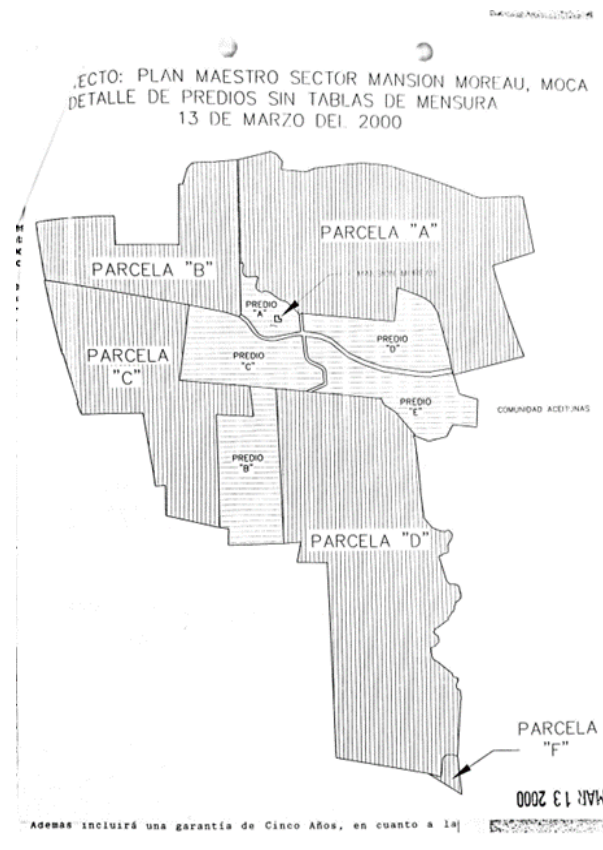 ECTO: PLAN MAESTRO SECTOR MANSION MOREAU, MOCA
DETALLE DE PREDIOS SIN TABLAS DE MENSURA
13 DE MARZO DEL 2000
PARCELA "A"
PARCELA "B"
PREDIO
"A"
PREDIO
"D"
PARCELA
"C"
PREDIO
"C"
PREDIO
"E"
COMUNIDAD ACEITUNAS
PREDIO
"B"
PARCELA "D"
PARCELA
"F"
MAR 13 2000
Ademas incluirá una garantía de Cinco Años, en cuanto a la